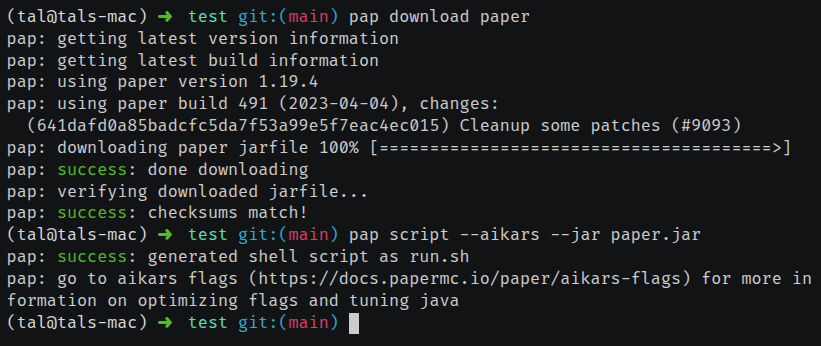 (tal@tals-mac) ➜ test git:(main) pap download paper
pap: getting latest version information
pap: getting latest build information
pap: using paper version 1.19.4
pap: using paper build 491 (2023-04-04), changes:
  (641dafd0a85badcfc5da7f53a99e5f7eac4ec015) Cleanup some patches (#9093)
pap: downloading paper jarfile 100% [=======================================>]
pap: success: done downloading
pap: verifying downloaded jarfile...
pap: success: checksums match!
(tal@tals-mac) ➜ test git:(main) pap script --aikars --jar paper.jar
pap: success: generated shell script as run.sh
pap: go to aikars flags (https://docs.papermc.io/paper/aikars-flags) for more in
formation on optimizing flags and tuning java
(tal@tals-mac) ➜ test git:(main)